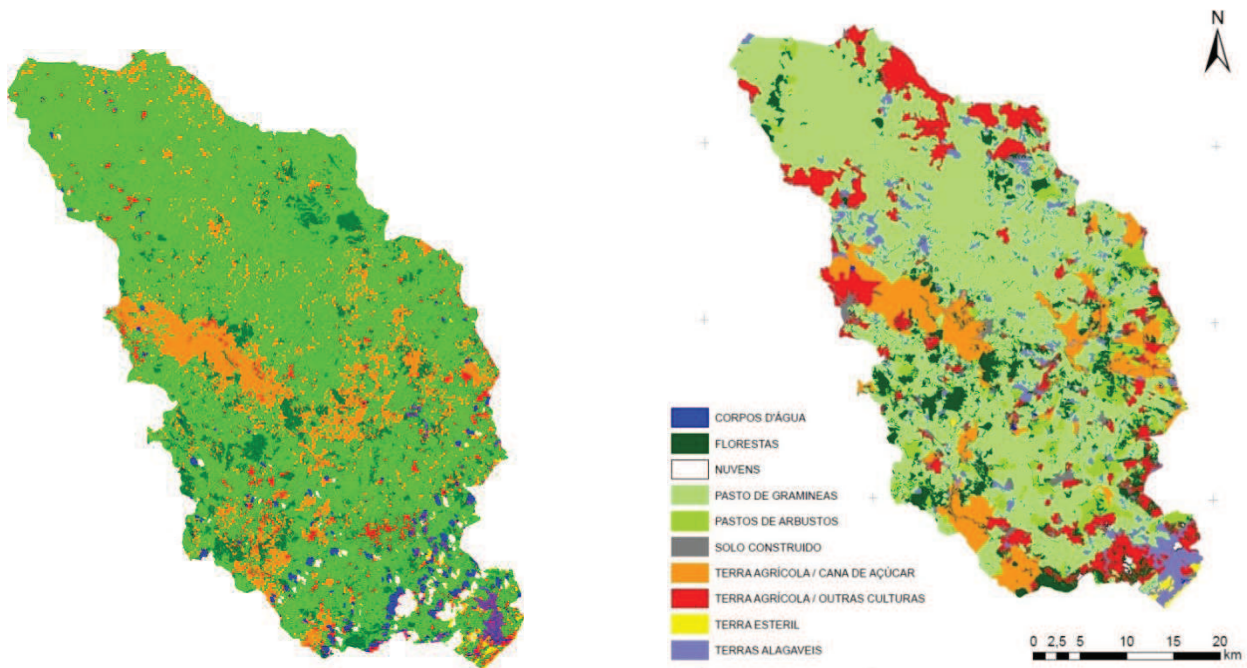 N
CORPOS D'ÁGUA
FLORESTAS
NUVENS
PASTO DE GRAMINEAS
PASTOS DE ARBUSTOS
SOLO CONSTRUIDO
TERRA AGRÍCOLA / CANA DE AÇÚCAR
TERRA AGRÍCOLA / OUTRAS CULTURAS
TERRA ESTERIL
TERRAS ALAGAVEIS
0 2,5 5 10 15 20
km